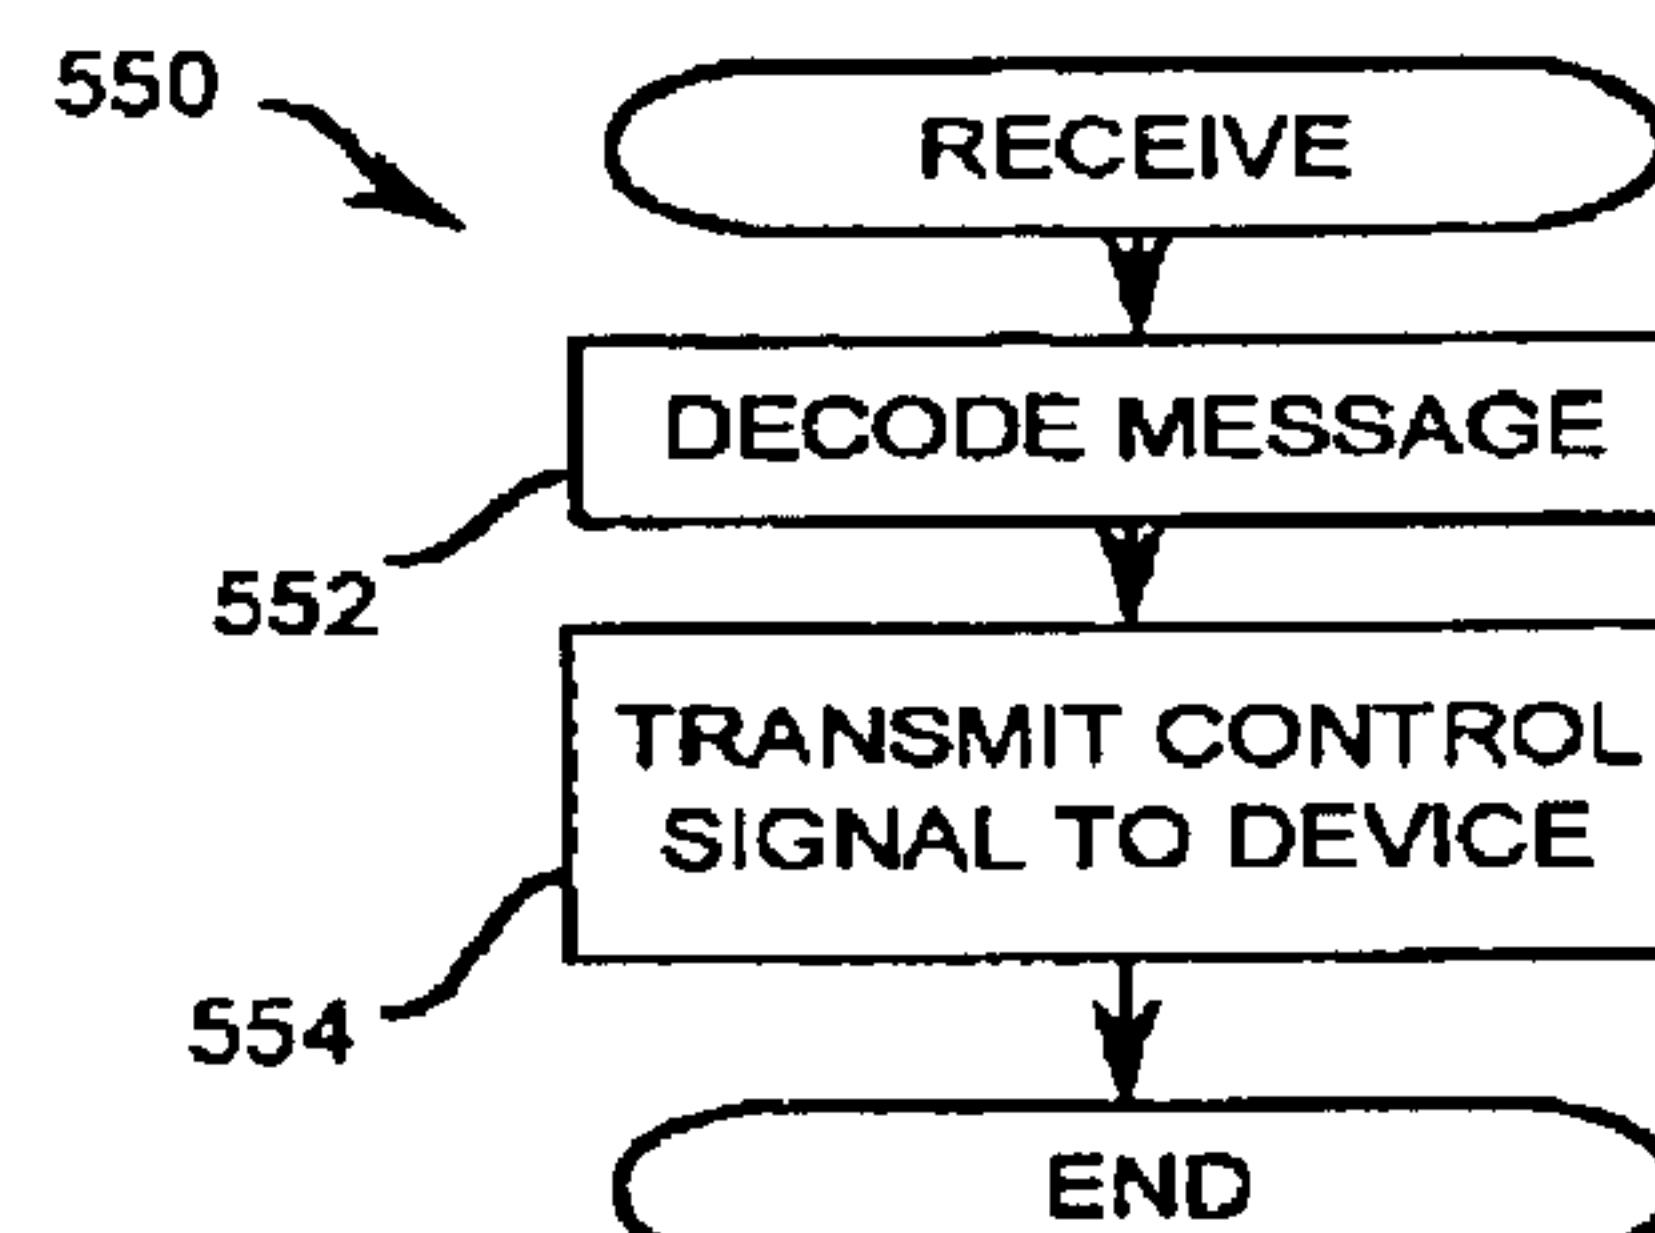 550
RECEIVE
DECODE MESSAGE
552
TRANSMIT CONTROL
SIGNAL TO DEVICE
554
END